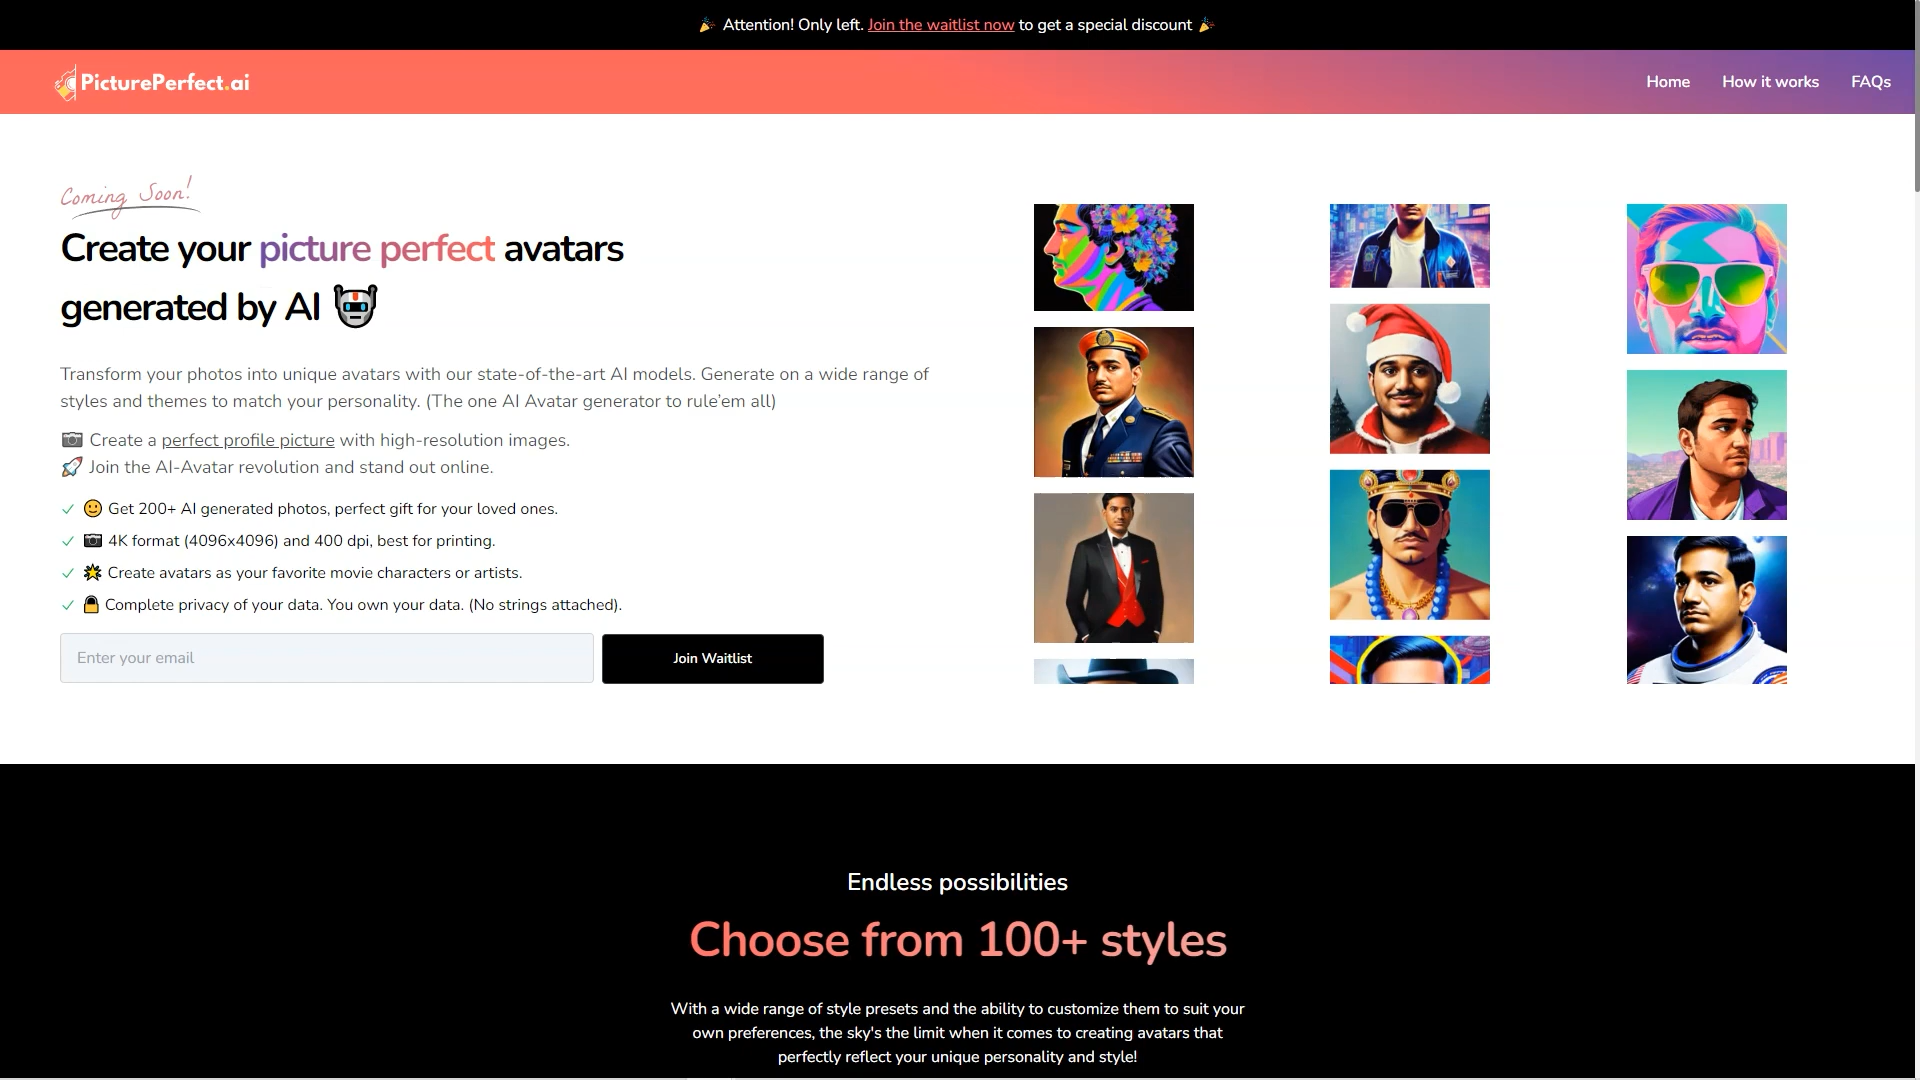 🎉 Attention! Only left. Join the waitlist now to get a special discount 🎉
PicturePerfect.ai
Home How it works FAQs
Coming Soon!
Create your picture perfect avatars
generated by AI 🤖
Transform your photos into unique avatars with our state-of-the-art AI models. Generate on a wide range of
styles and themes to match your personality. (The one AI Avatar generator to rule’em all)
📷 Create a perfect profile picture with high-resolution images.
🚀 Join the AI-Avatar revolution and stand out online.
✓ 🙂 Get 200+ AI generated photos, perfect gift for your loved ones.
✓ 📷 4K format (4096x4096) and 400 dpi, best for printing.
✓ 🌟 Create avatars as your favorite movie characters or artists.
✓ 🔒 Complete privacy of your data. You own your data. (No strings attached).
Enter your email
Join Waitlist
Endless possibilities
Choose from 100+ styles
With a wide range of style presets and the ability to customize them to suit your
own preferences, the sky's the limit when it comes to creating avatars that
perfectly reflect your unique personality and style!